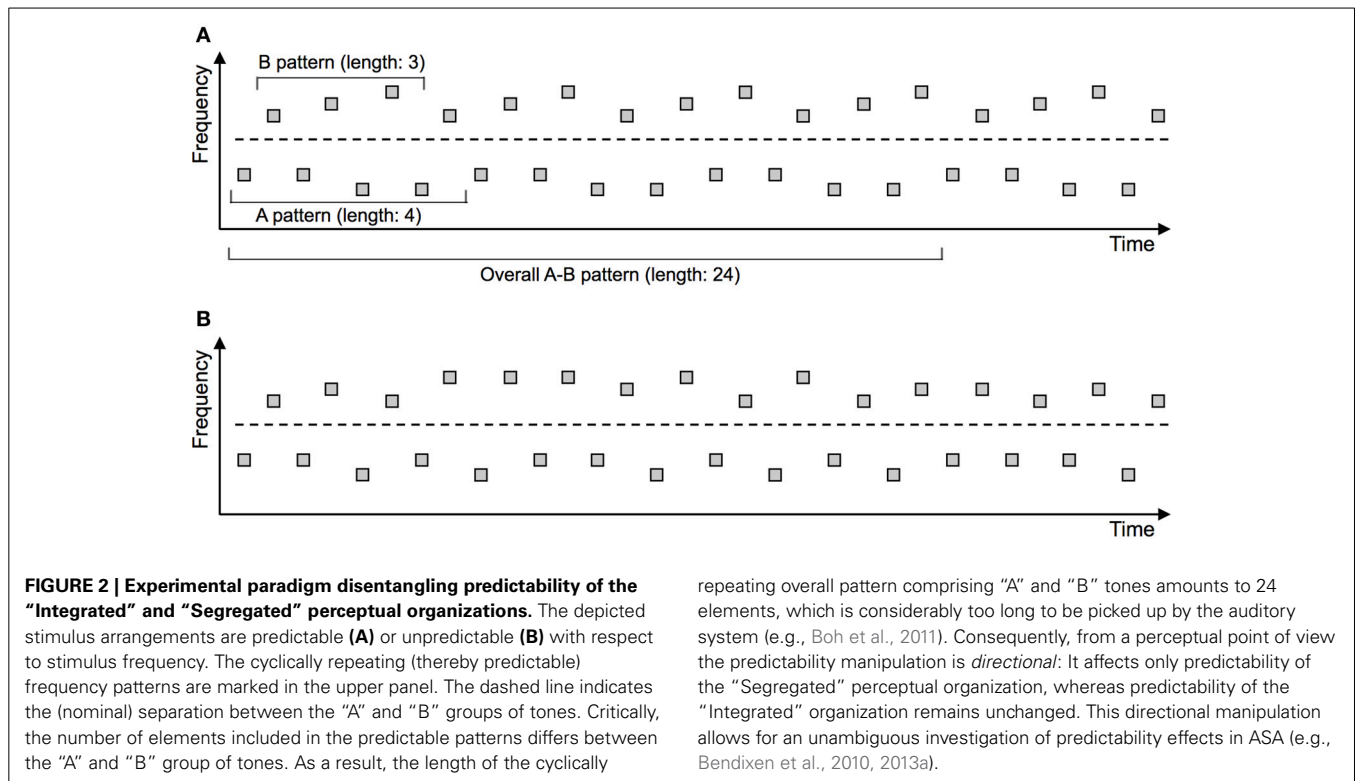 A
B pattern (length: 3)
Frequency
A pattern (length: 4)
Time
Overall A-B pattern (length: 24)
B
Frequency
Time
FIGURE 2 | Experimental paradigm disentangling predictability of the
“Integrated” and “Segregated” perceptual organizations. The depicted
stimulus arrangements are predictable (A) or unpredictable (B) with respect
to stimulus frequency. The cyclically repeating (thereby predictable)
frequency patterns are marked in the upper panel. The dashed line indicates
the (nominal) separation between the “A” and “B” groups of tones. Critically,
the number of elements included in the predictable patterns differs between
the “A” and “B” group of tones. As a result, the length of the cyclically
repeating overall pattern comprising “A” and “B” tones amounts to 24
elements, which is considerably too long to be picked up by the auditory
system (e.g., Boh et al., 2011). Consequently, from a perceptual point of view
the predictability manipulation is directional: It affects only predictability of
the “Segregated” perceptual organization, whereas predictability of the
“Integrated” organization remains unchanged. This directional manipulation
allows for an unambiguous investigation of predictability effects in ASA (e.g.,
Bendixen et al., 2010, 2013a).